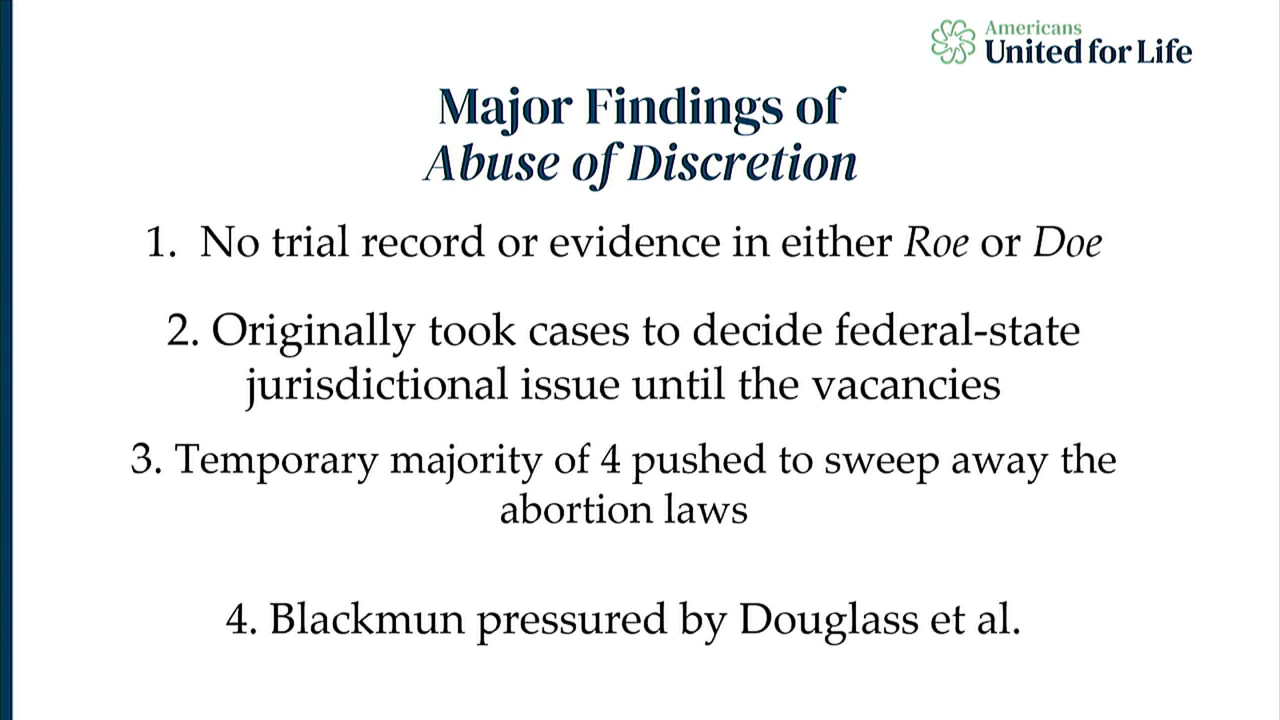 Americans
United for Life
Major Findings of
Abuse of Discretion
1. No trial record or evidence in either Roe or Doe
2. Originally took cases to decide federal-state
jurisdictional issue until the vacancies
3. Temporary majority of 4 pushed to sweep away the
abortion laws
4. Blackmun pressured by Douglass et al.